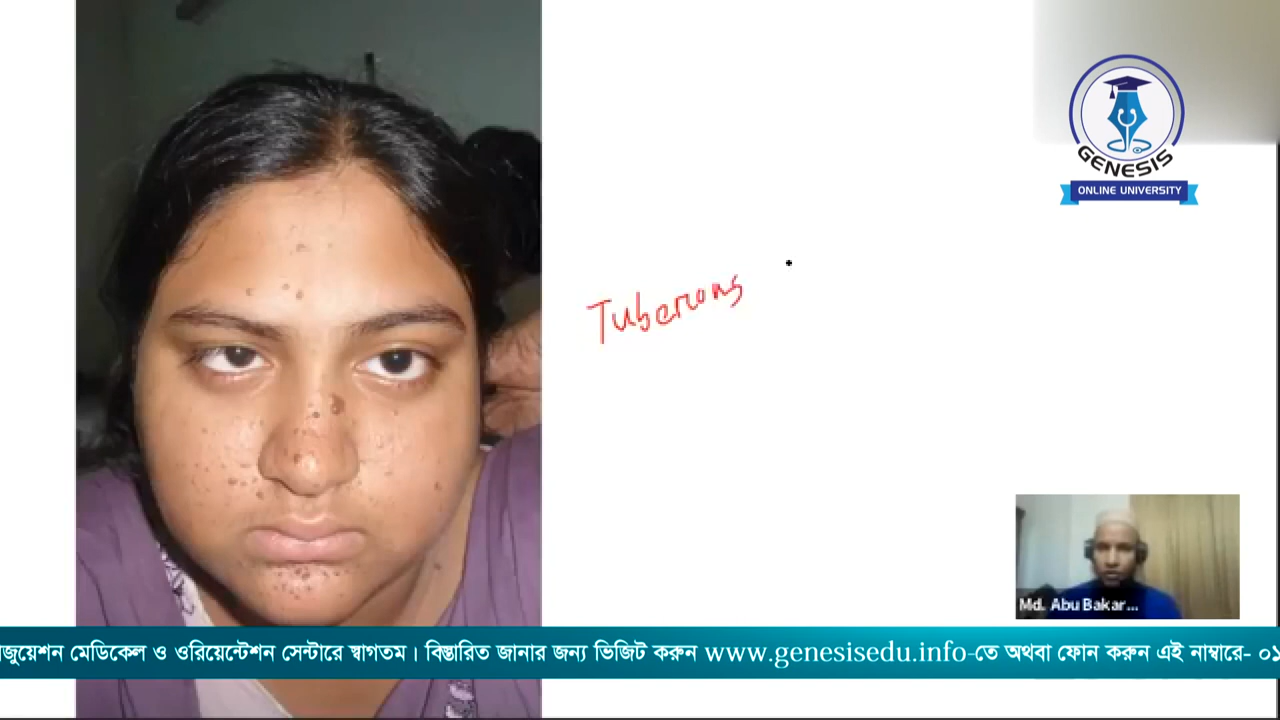 GENESIS
ONLINE UNIVERSITY
Tuberous
Md. Abu Bakar...
জুয়েশন মেডিকেল ও ওরিয়েন্টেশন সেন্টারে স্বাগতম। বিস্তারিত জানার জন্য ভিজিট করুন www.genesisedu.info-তে অথবা ফোন করুন এই নাম্বারে- ০১